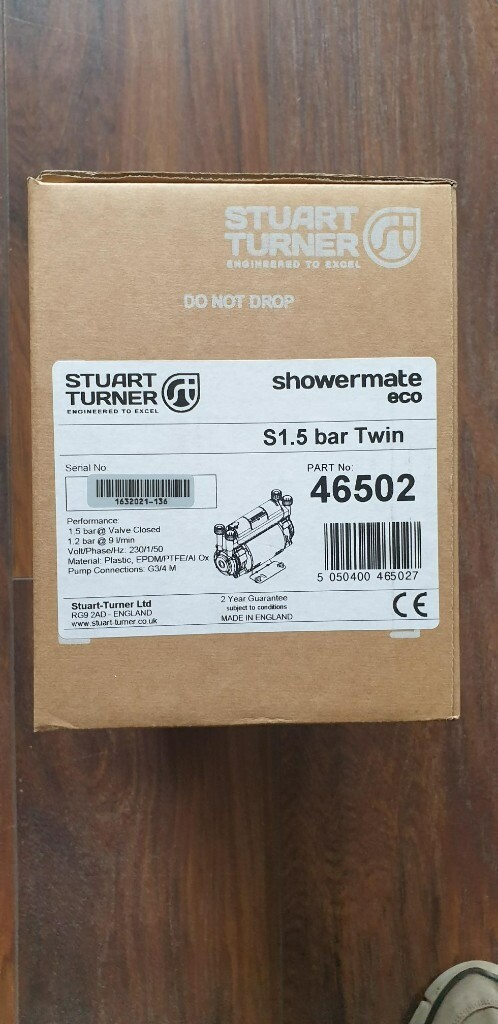 STUART
TURNER
ENGINEERED TO EXCEL
DO NOT DROP
STUART
TURNER
ENGINEERED TO EXCEL
showermate
eco
S1.5 bar Twin
Serial No:
1632021-136
PART No:
46502
Performance:
1.5 bar @ Valve Closed
1.2 bar @ 9 l/min
Volt/Phase/Hz: 230/1/50
Material: Plastic, EPDM/PTFE/Al Ox
Pump Connections: G3/4 M
5 050400 465027
Stuart-Turner Ltd
RG9 2AD - ENGLAND
www.stuart-turner.co.uk
2 Year Guarantee
subject to conditions
MADE IN ENGLAND
CE